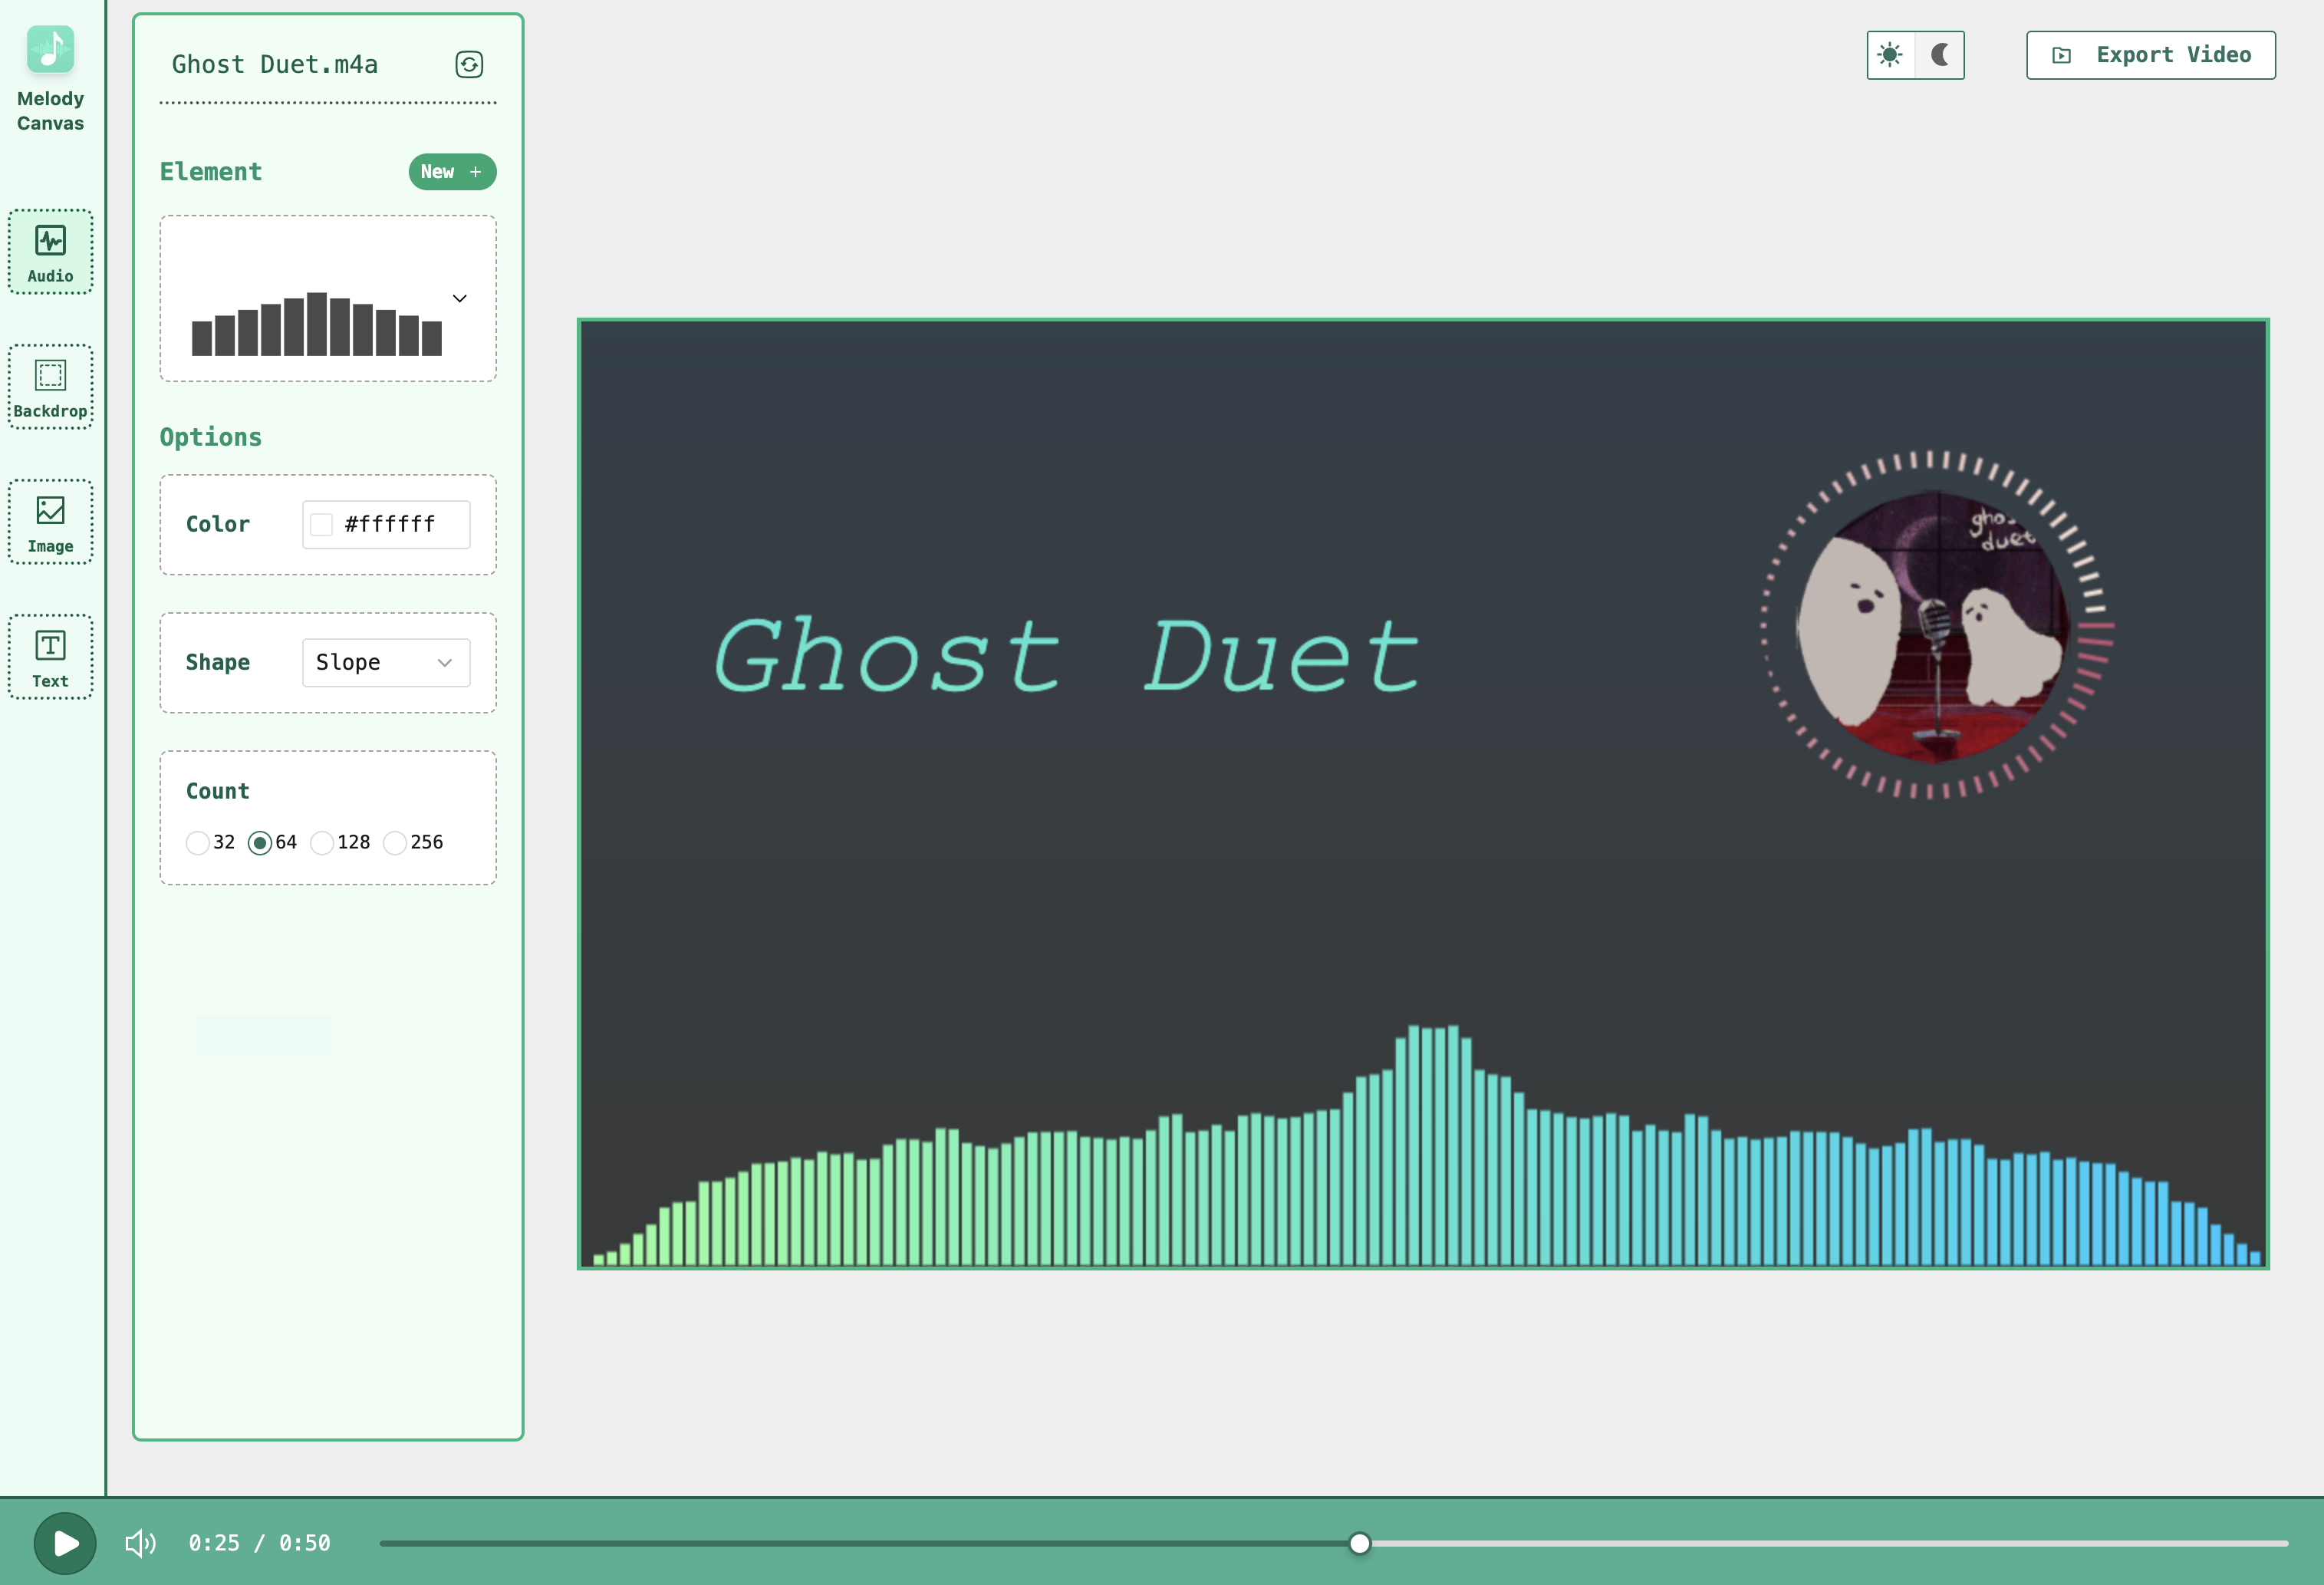 Melody
Canvas
Audio
Backdrop
Image
Text
Ghost Duet.m4a
Element
New +
Options
Color
#ffffff
Shape
Slope
Count
32 64 128 256
Export Video
Ghost Duet
duet
0:25 / 0:50